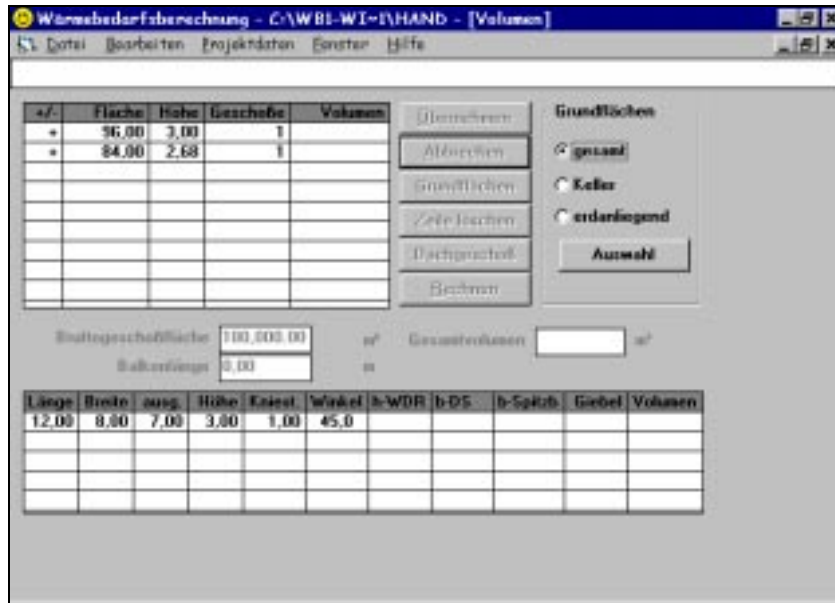 Wärmebedarfsberechnung - C:\WBI-WI~1\HAND - [Volumen]
Datei Bearbeiten Projektdaten Fenster Hilfe
+/- Fläche Höhe Geschoße Volumen
+ 96,00 3,00 1
+ 84,00 2,68 1
Übernehmen
Abbrechen
Grundflächen
Zeile löschen
Dachgeschoß
Rechnen
Grundflächen
gesamt
Keller
erdanliegend
Auswahl
Bruttogeschoßfläche 100,000.00 m² Gesamtvolumen m³
Balkonlänge 0,00 m
Länge Breite ausg. Höhe Kniest. Winkel h-WDR b-DS b-Spitzb. Giebel Volumen
12,00 8,00 7,00 3,00 1,00 45,0